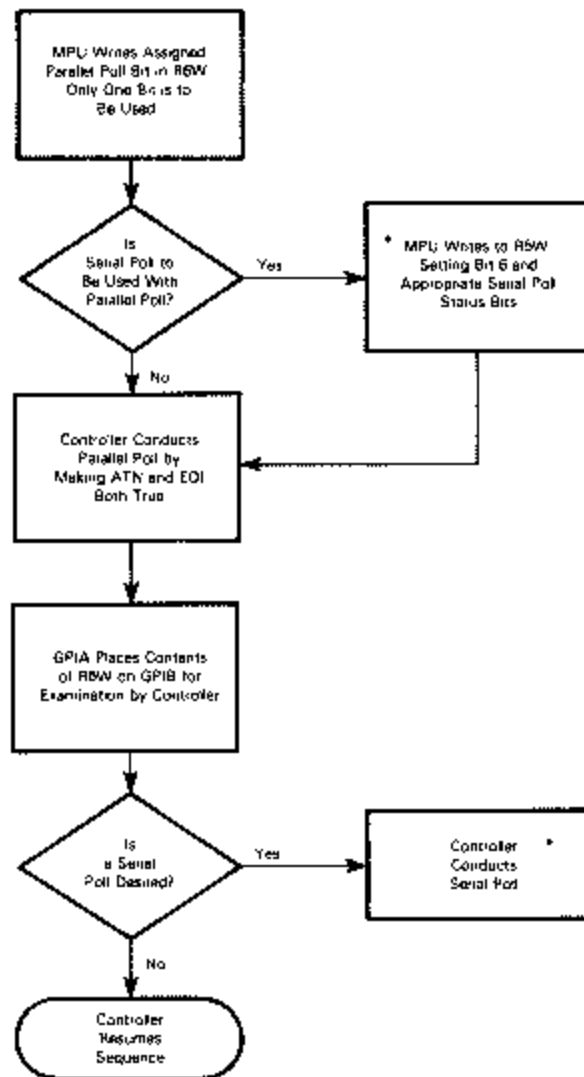 MPU Writes Assigned
Parallel Poll Bit in R6W
Only One Bit is to
Be Used
Is
Serial Poll to
Be Used With
Parallel Poll?
Yes
* MPU Writes to R5W
Setting Bit 6 and
Appropriate Serial Poll
Status Bits
No
Controller Conducts
Parallel Poll by
Making ATN and EOI
Both True
GPIA Places Contents
of R6W on GPIB for
Examination by Controller
Is
a Serial
Poll Desired?
Yes
Controller *
Conducts
Serial Poll
No
Controller
Resumes
Sequence